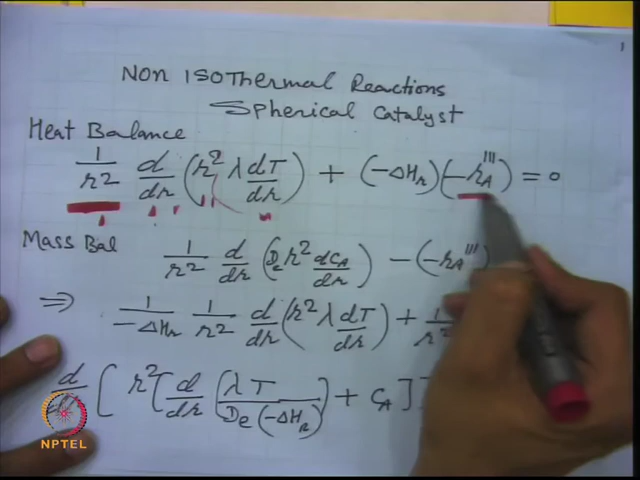 Non Isothermal Reactions
Spherical Catalyst
Heat Balance
1/r² d/dr (r² λ dT/dr) + (-ΔHr)(-rA''') = 0
Mass Bal
1/r² d/dr (De r² dCA/dr) - (-rA''')
⇒ 1/-ΔHr 1/r² d/dr (r² λ dT/dr) + 1/r²
d/ [ r² [ d/dr ( λT / De(-ΔHr) ) + CA ] ]
NPTEL